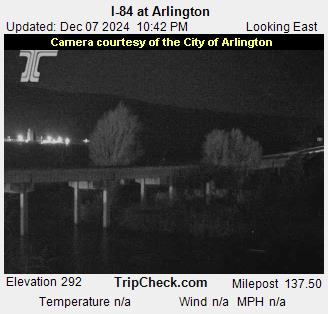 I-84 at Arlington
Updated: Dec 07 2024 10:42 PM Looking East
Camera courtesy of the City of Arlington
Elevation 292 TripCheck.com Milepost 137.50
Temperature n/a Wind n/a MPH n/a